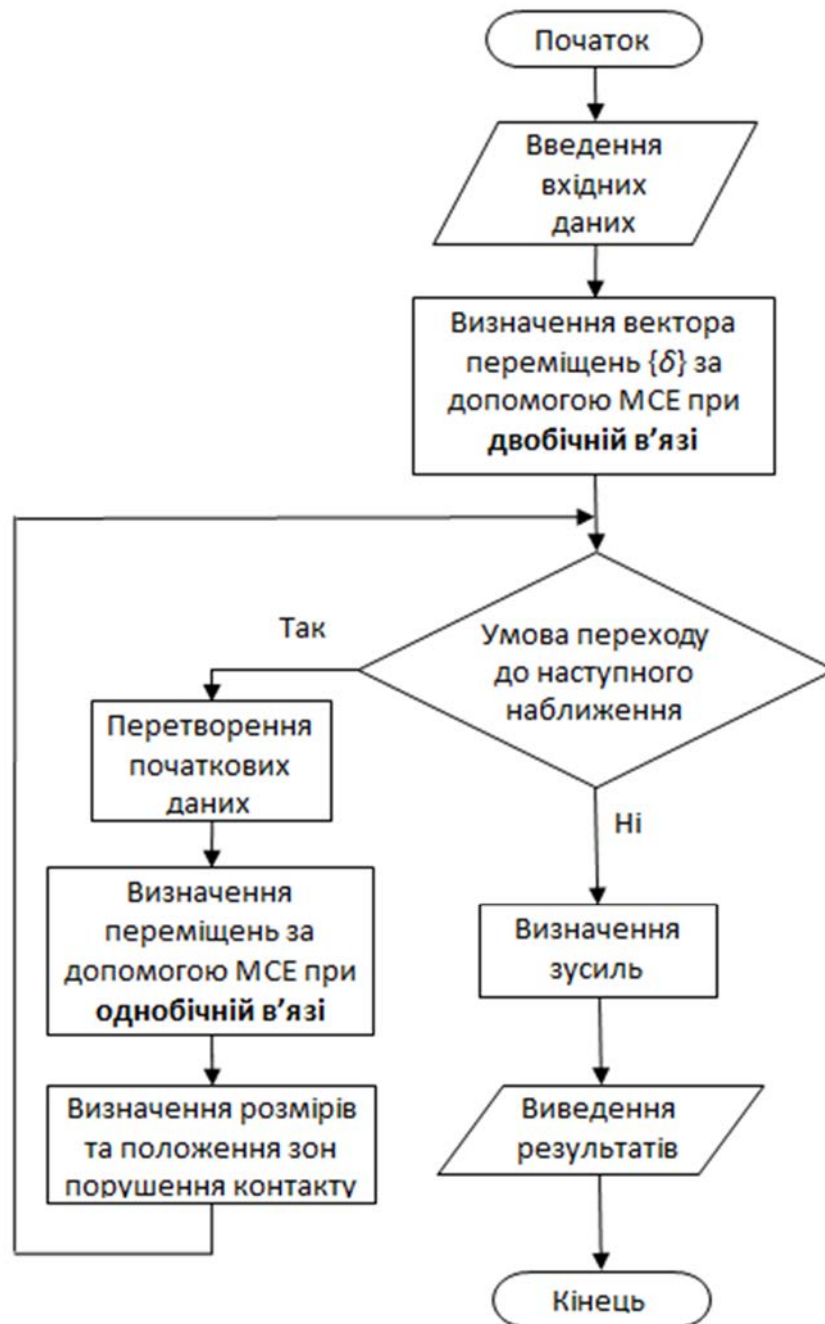 Початок
Введення
вхідних
даних
Визначення вектора
переміщень {δ} за
допомогою МСЕ при
двобічній в’язі
Умова переходу
до наступного
наближення
Так
Перетворення
початкових
даних
Визначення
переміщень за
допомогою МСЕ при
однобічній в’язі
Визначення розмірів
та положення зон
порушення контакту
Ні
Визначення
зусиль
Виведення
результатів
Кінець